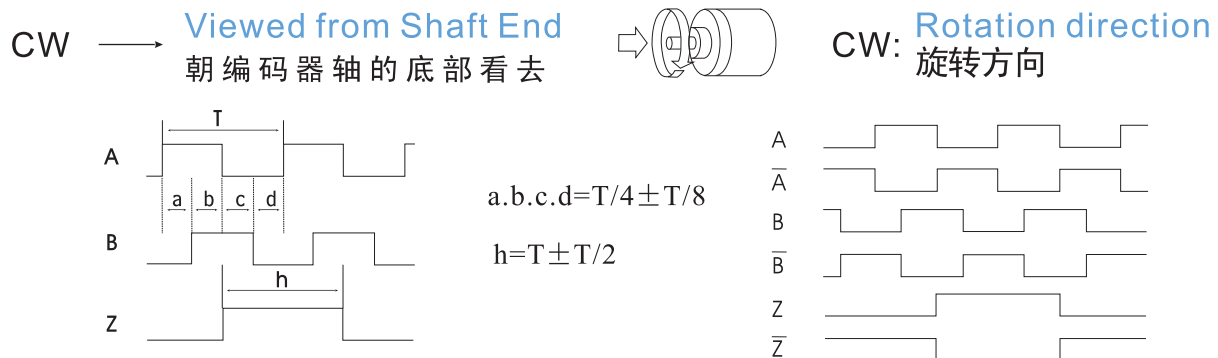 CW
Viewed from Shaft End
朝编码器轴的底部看去
CW:
Rotation direction
旋转方向
T
A
a b c d
B
h
Z
a.b.c.d=T/4±T/8
h=T±T/2
A
A̅
B
B̅
Z
Z̅